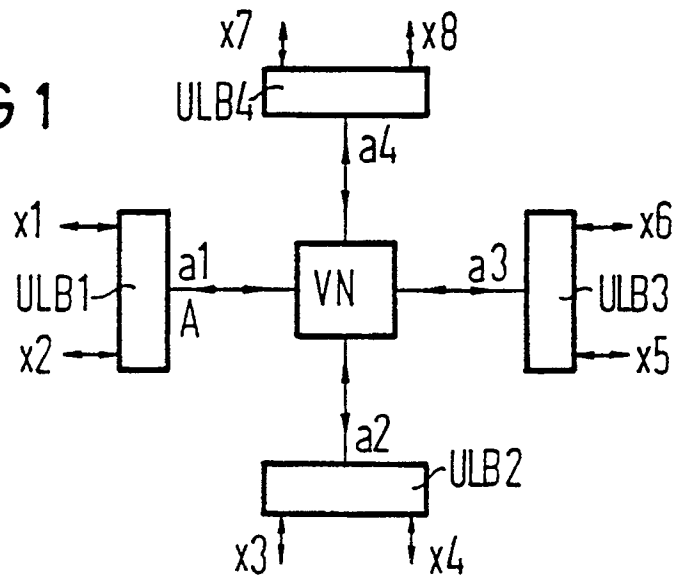 G 1
x7 x8
ULB4
a4
x1 x6
a1 a3
ULB1 VN ULB3
A
x2 x5
a2
ULB2
x3 x4